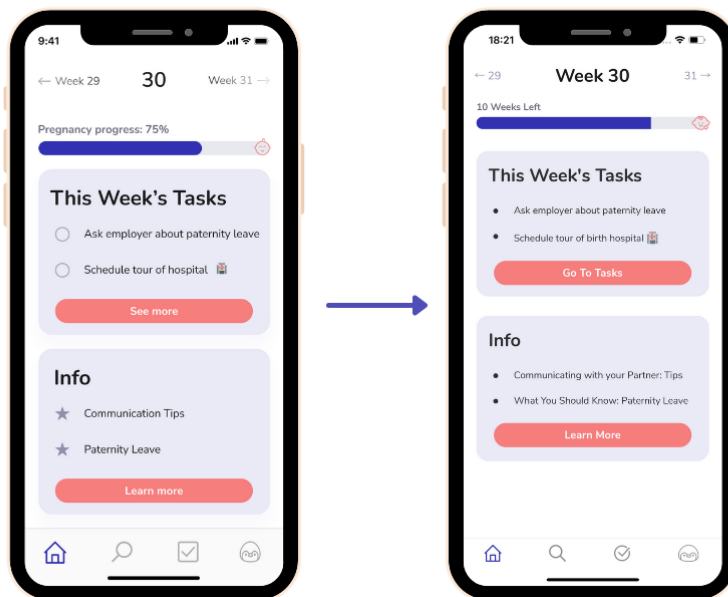 9:41
← Week 29
30
Week 31 →
Pregnancy progress: 75%
This Week's Tasks
Ask employer about paternity leave
Schedule tour of hospital
See more
Info
Communication Tips
Paternity Leave
Learn more
18:21
← 29
Week 30
31 →
10 Weeks Left
This Week's Tasks
Ask employer about paternity leave
Schedule tour of birth hospital
Go To Tasks
Info
Communicating with your Partner: Tips
What You Should Know: Paternity Leave
Learn More